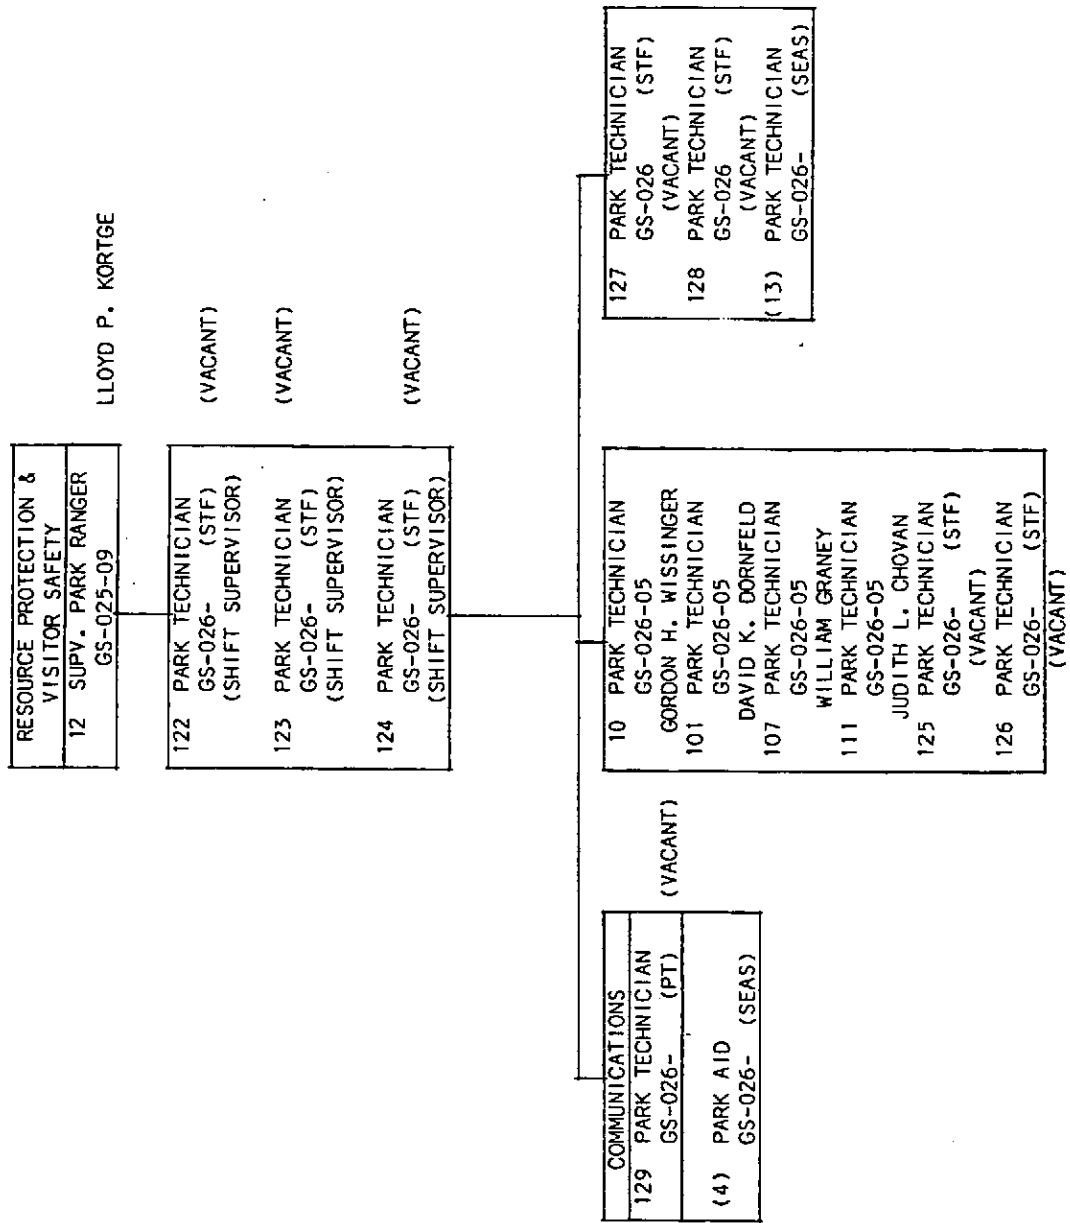 RESOURCE PROTECTION &
VISITOR SAFETY
12 SUPV. PARK RANGER
GS-025-09
LLOYD P. KORTGE
122 PARK TECHNICIAN
GS-026- (STF) (VACANT)
(SHIFT SUPERVISOR)
123 PARK TECHNICIAN
GS-026- (STF) (VACANT)
(SHIFT SUPERVISOR)
124 PARK TECHNICIAN
GS-026- (STF) (VACANT)
(SHIFT SUPERVISOR)
COMMUNICATIONS
129 PARK TECHNICIAN
GS-026- (PT)
(VACANT)
(4) PARK AID
GS-026- (SEAS)
10 PARK TECHNICIAN
GS-026-05
GORDON H. WISSINGER
101 PARK TECHNICIAN
GS-026-05
DAVID K. DORNFELD
107 PARK TECHNICIAN
GS-026-05
WILLIAM GRANEY
111 PARK TECHNICIAN
GS-026-05
JUDITH L. CHOVAN
125 PARK TECHNICIAN
GS-026- (STF)
(VACANT)
126 PARK TECHNICIAN
GS-026- (STF)
(VACANT)
127 PARK TECHNICIAN
GS-026 (STF)
(VACANT)
128 PARK TECHNICIAN
GS-026 (STF)
(VACANT)
(13) PARK TECHNICIAN
GS-026- (SEAS)